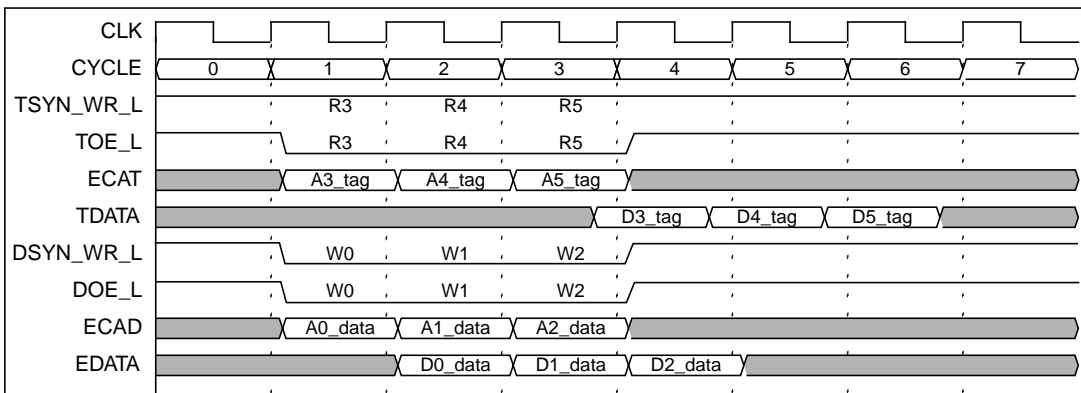 CLK
CYCLE 0 1 2 3 4 5 6 7
TSYN_WR_L R3 R4 R5
TOE_L R3 R4 R5
ECAT A3_tag A4_tag A5_tag
TDATA D3_tag D4_tag D5_tag
DSYN_WR_L W0 W1 W2
DOE_L W0 W1 W2
ECAD A0_data A1_data A2_data
EDATA D0_data D1_data D2_data